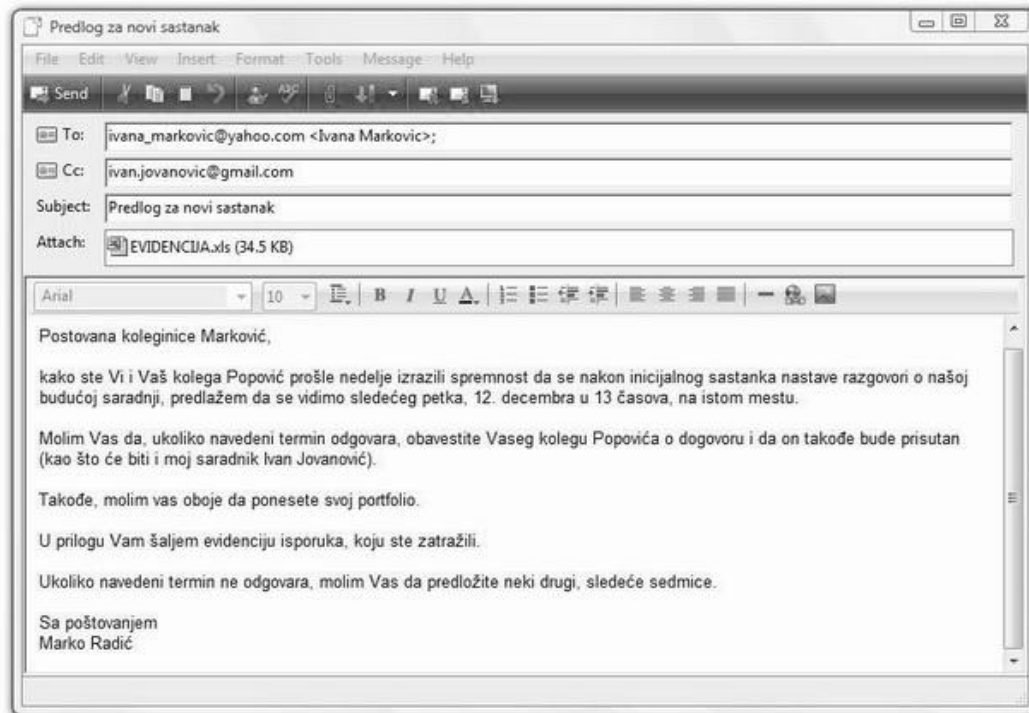 Predlog za novi sastanak
File Edit View Insert Format Tools Message Help
Send
To: ivana_markovic@yahoo.com <Ivana Markovic>;
Cc: ivan.jovanovic@gmail.com
Subject: Predlog za novi sastanak
Attach: EVIDENCIJA.xls (34.5 KB)
Arial 10 B I U A
Postovana koleginice Marković,
kako ste Vi i Vaš kolega Popović prošle nedelje izrazili spremnost da se nakon inicijalnog sastanka nastave razgovori o našoj
budućoj saradnji, predlažem da se vidimo sledećeg petka, 12. decembra u 13 časova, na istom mestu.
Molim Vas da, ukoliko navedeni termin odgovara, obavestite Vaseg kolegu Popovića o dogovoru i da on takođe bude prisutan
(kao što će biti i moj saradnik Ivan Jovanović).
Takođe, molim vas oboje da ponesete svoj portfolio.
U prilogu Vam šaljem evidenciju isporuka, koju ste zatražili.
Ukoliko navedeni termin ne odgovara, molim Vas da predložite neki drugi, sledeće sedmice.
Sa poštovanjem
Marko Radić